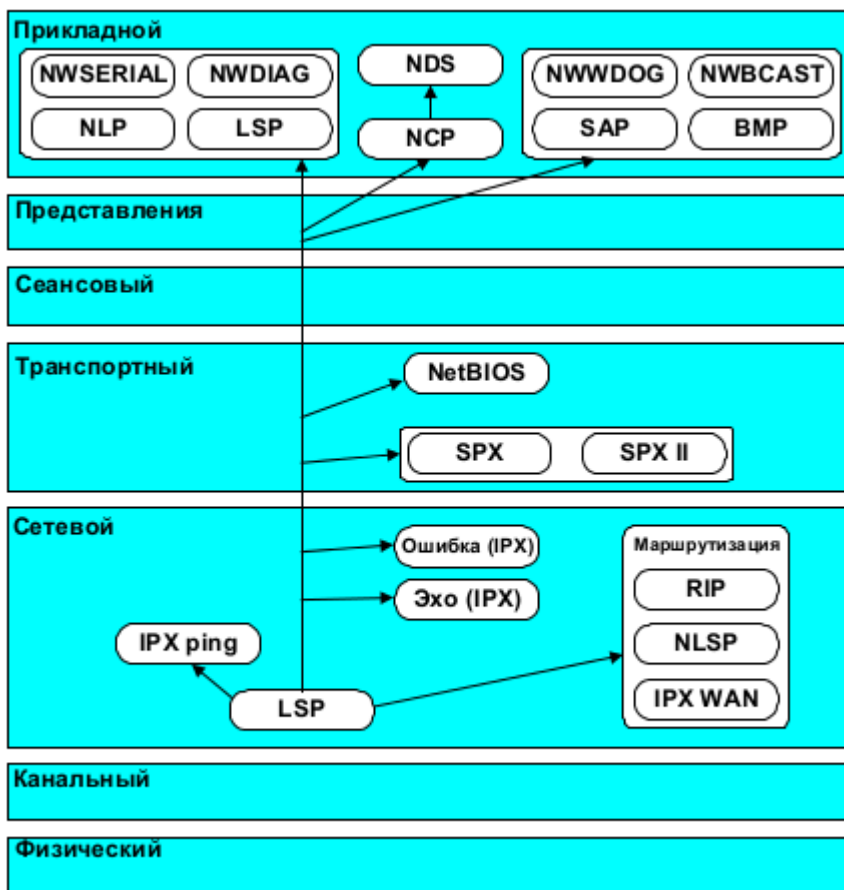 Прикладной
NWSERIAL NWDIAG
NLP LSP
NDS
NCP
NWWDOG NWBCAST
SAP BMP
Представления
Сеансовый
Транспортный
NetBIOS
SPX SPX II
Сетевой
Ошибка (IPX)
Эхо (IPX)
IPX ping
LSP
Маршрутизация
RIP
NLSP
IPX WAN
Канальный
Физический